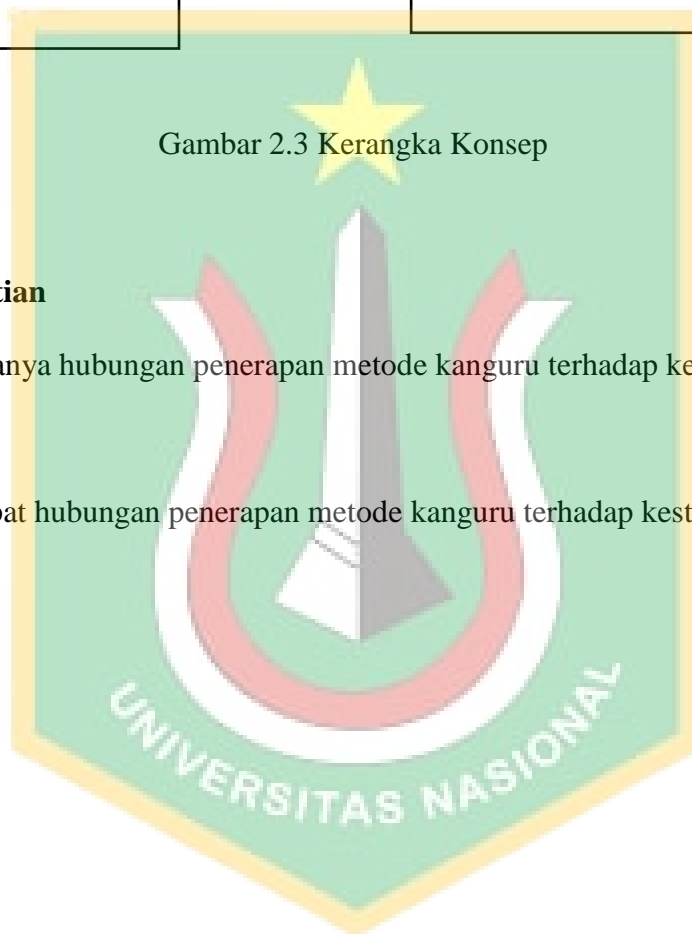 Gambar 2.3 Kerangka Konsep
tian
anya hubungan penerapan metode kanguru terhadap ke
at hubungan penerapan metode kanguru terhadap kest
UNIVERSITAS NASIONAL